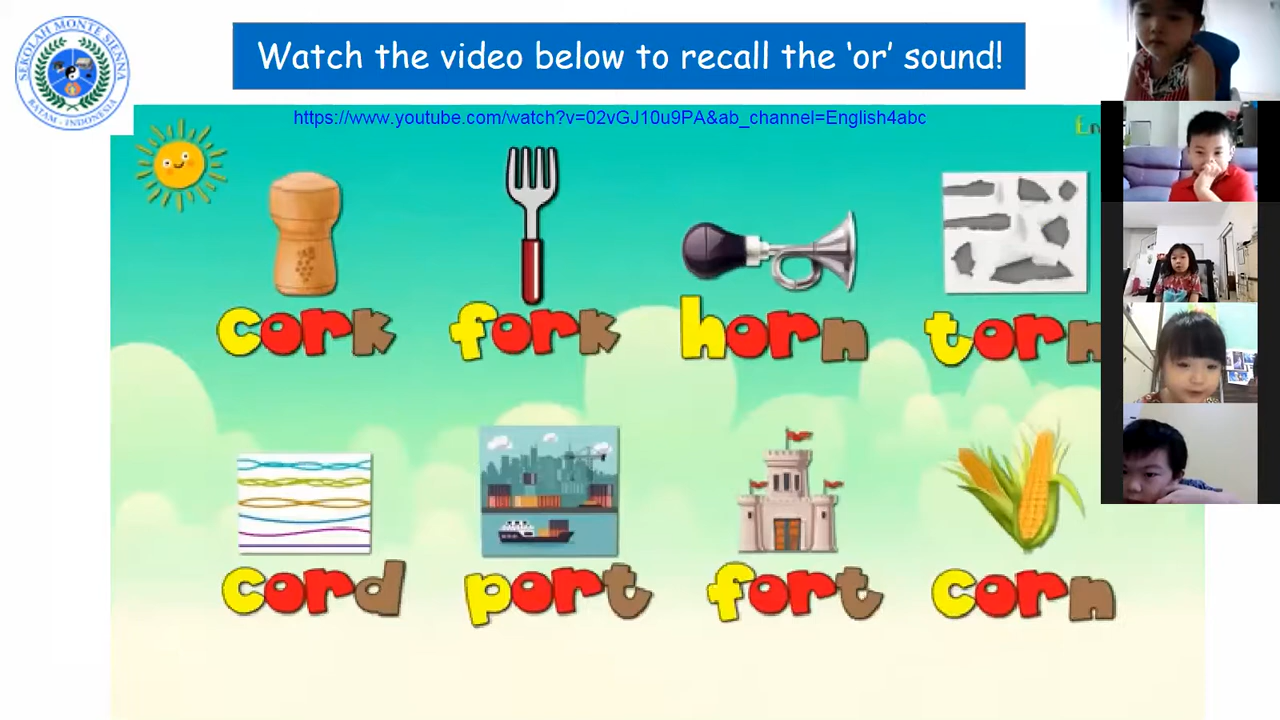 SEKOLAH MONTE SIENNA
BATAM - INDONESIA
Watch the video below to recall the ‘or’ sound!
https://www.youtube.com/watch?v=02vGJ10u9PA&ab_channel=English4abc
cork fork horn torn
cord port fort corn